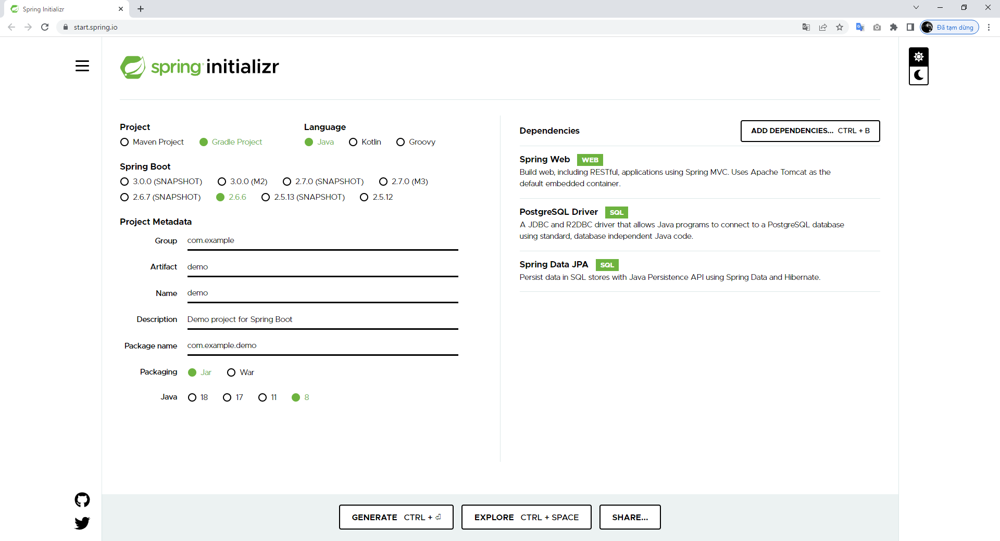 Spring Initializr
start.spring.io
Đã tạm dừng
spring initializr
Project
Maven Project Gradle Project
Language
Java Kotlin Groovy
Spring Boot
3.0.0 (SNAPSHOT) 3.0.0 (M2) 2.7.0 (SNAPSHOT) 2.7.0 (M3)
2.6.7 (SNAPSHOT) 2.6.6 2.5.13 (SNAPSHOT) 2.5.12
Project Metadata
Group com.example
Artifact demo
Name demo
Description Demo project for Spring Boot
Package name com.example.demo
Packaging Jar War
Java 18 17 11 8
Dependencies ADD DEPENDENCIES... CTRL + B
Spring Web WEB
Build web, including RESTful, applications using Spring MVC. Uses Apache Tomcat as the
default embedded container.
PostgreSQL Driver SQL
A JDBC and R2DBC driver that allows Java programs to connect to a PostgreSQL database
using standard, database independent Java code.
Spring Data JPA SQL
Persist data in SQL stores with Java Persistence API using Spring Data and Hibernate.
GENERATE CTRL + ⏎ EXPLORE CTRL + SPACE SHARE...